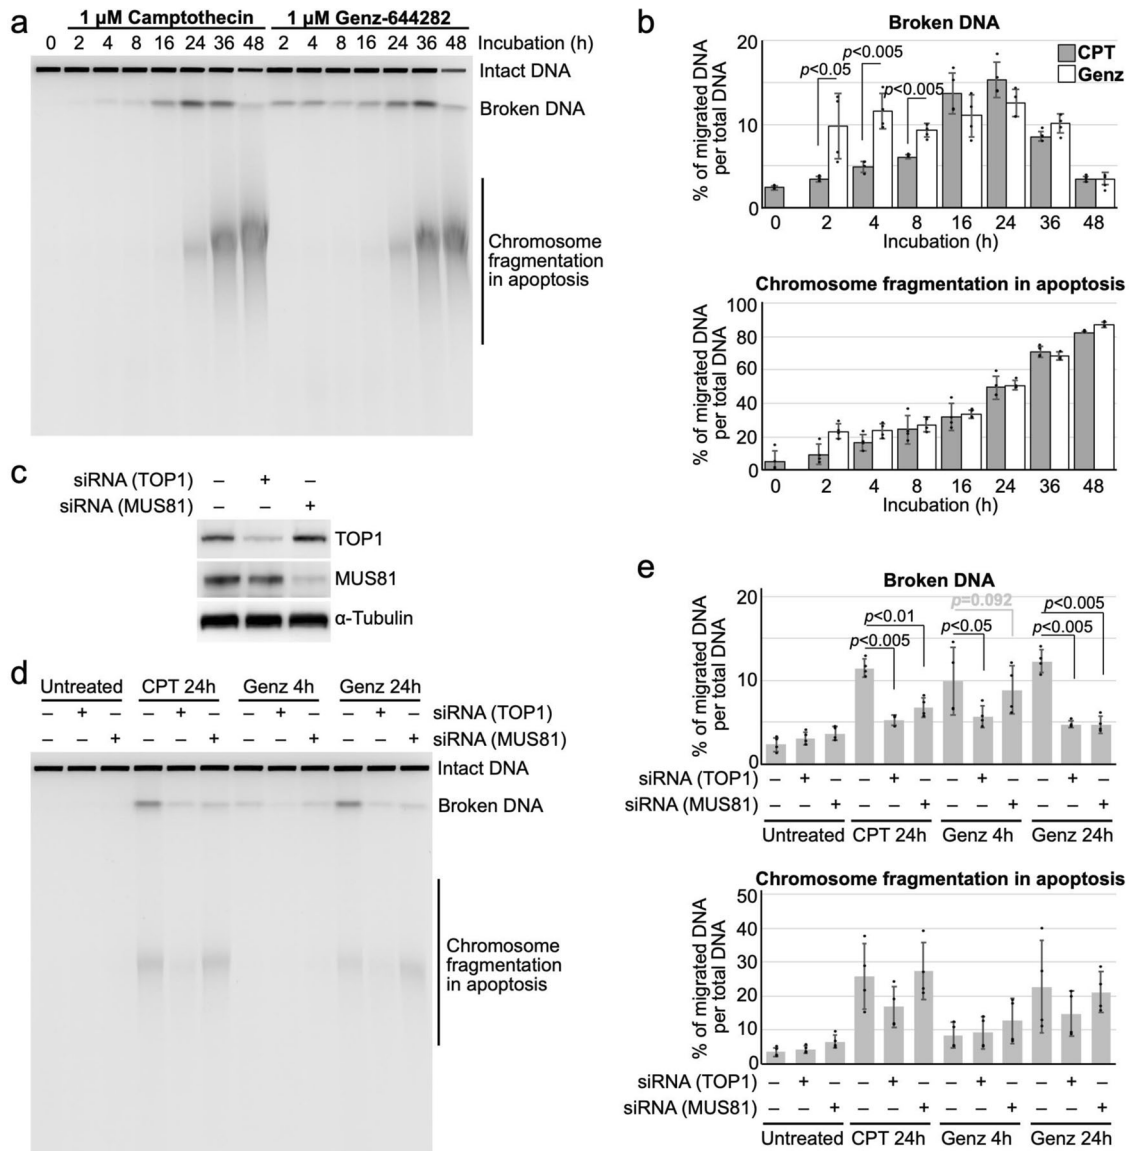 a
1 µM Camptothecin 1 µM Genz-644282
0 2 4 8 16 24 36 48 2 4 8 16 24 36 48 Incubation (h)
Intact DNA
Broken DNA
Chromosome
fragmentation
in apoptosis
b
Broken DNA
20
10
0
% of migrated DNA
per total DNA
p<0.05
p<0.005
p<0.005
CPT
Genz
0 2 4 8 16 24 36 48
Incubation (h)
Chromosome fragmentation in apoptosis
100
80
60
40
20
0
% of migrated DNA
per total DNA
0 2 4 8 16 24 36 48
Incubation (h)
c
siRNA (TOP1) – + –
siRNA (MUS81) – – +
TOP1
MUS81
α-Tubulin
d
Untreated CPT 24h Genz 4h Genz 24h
– + – – + – – + – – + – siRNA (TOP1)
– – + – – + – – + – – + siRNA (MUS81)
Intact DNA
Broken DNA
Chromosome
fragmentation
in apoptosis
e
Broken DNA
20
10
0
% of migrated DNA
per total DNA
p<0.01
p<0.005
p=0.092
p<0.05
p<0.005
p<0.005
siRNA (TOP1) – + – – + – – + – – + –
siRNA (MUS81) – – + – – + – – + – – +
Untreated CPT 24h Genz 4h Genz 24h
Chromosome fragmentation in apoptosis
50
40
30
20
10
0
% of migrated DNA
per total DNA
siRNA (TOP1) – + – – + – – + – – + –
siRNA (MUS81) – – + – – + – – + – – +
Untreated CPT 24h Genz 4h Genz 24h